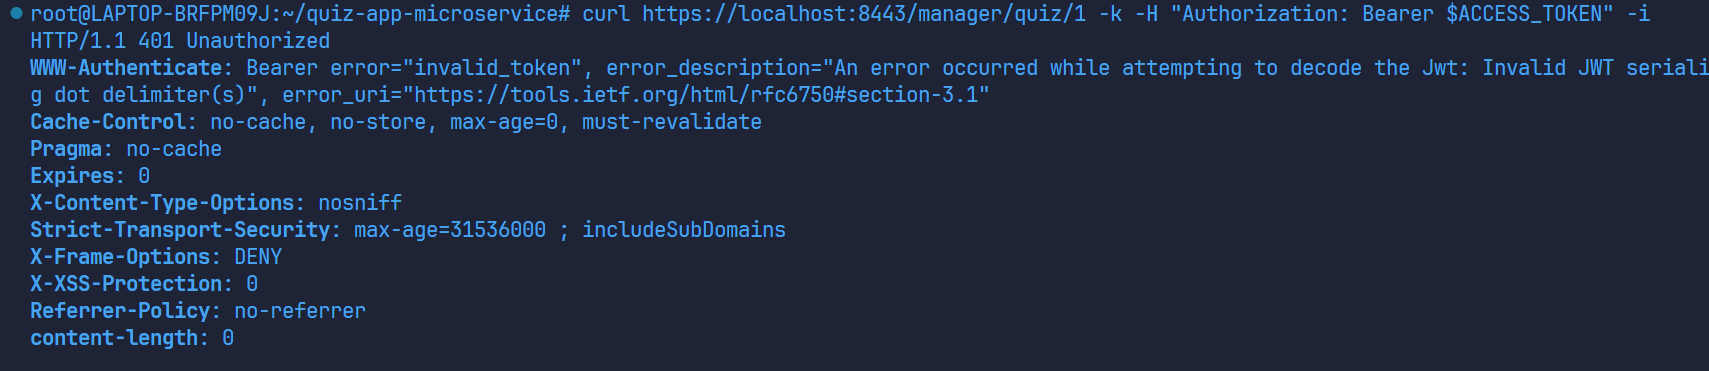 root@LAPTOP-BRFPM09J:~/quiz-app-microservice# curl https://localhost:8443/manager/quiz/1 -k -H "Authorization: Bearer $ACCESS_TOKEN" -i
HTTP/1.1 401 Unauthorized
WWW-Authenticate: Bearer error="invalid_token", error_description="An error occurred while attempting to decode the Jwt: Invalid JWT seriali
g dot delimiter(s)", error_uri="https://tools.ietf.org/html/rfc6750#section-3.1"
Cache-Control: no-cache, no-store, max-age=0, must-revalidate
Pragma: no-cache
Expires: 0
X-Content-Type-Options: nosniff
Strict-Transport-Security: max-age=31536000 ; includeSubDomains
X-Frame-Options: DENY
X-XSS-Protection: 0
Referrer-Policy: no-referrer
content-length: 0